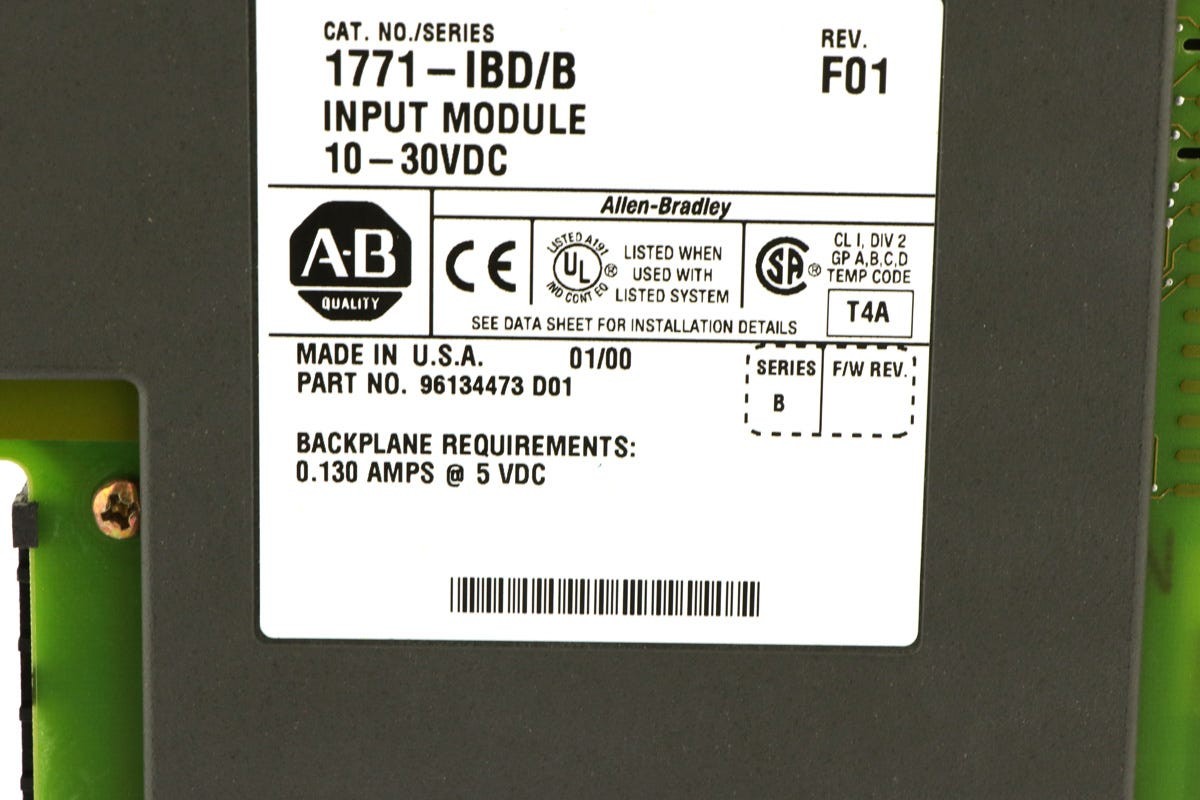 CAT. NO./SERIES
1771-IBD/B
INPUT MODULE
10-30VDC
REV.
F01
Allen-Bradley
A-B
QUALITY
CE
LISTED A191
UL ®
IND CONT EQ
LISTED WHEN
USED WITH
LISTED SYSTEM
SA ®
CL I, DIV 2
GP A,B,C,D
TEMP CODE
T4A
SEE DATA SHEET FOR INSTALLATION DETAILS
MADE IN U.S.A. 01/00
PART NO. 96134473 D01
SERIES
B
F/W REV.
BACKPLANE REQUIREMENTS:
0.130 AMPS @ 5 VDC
N